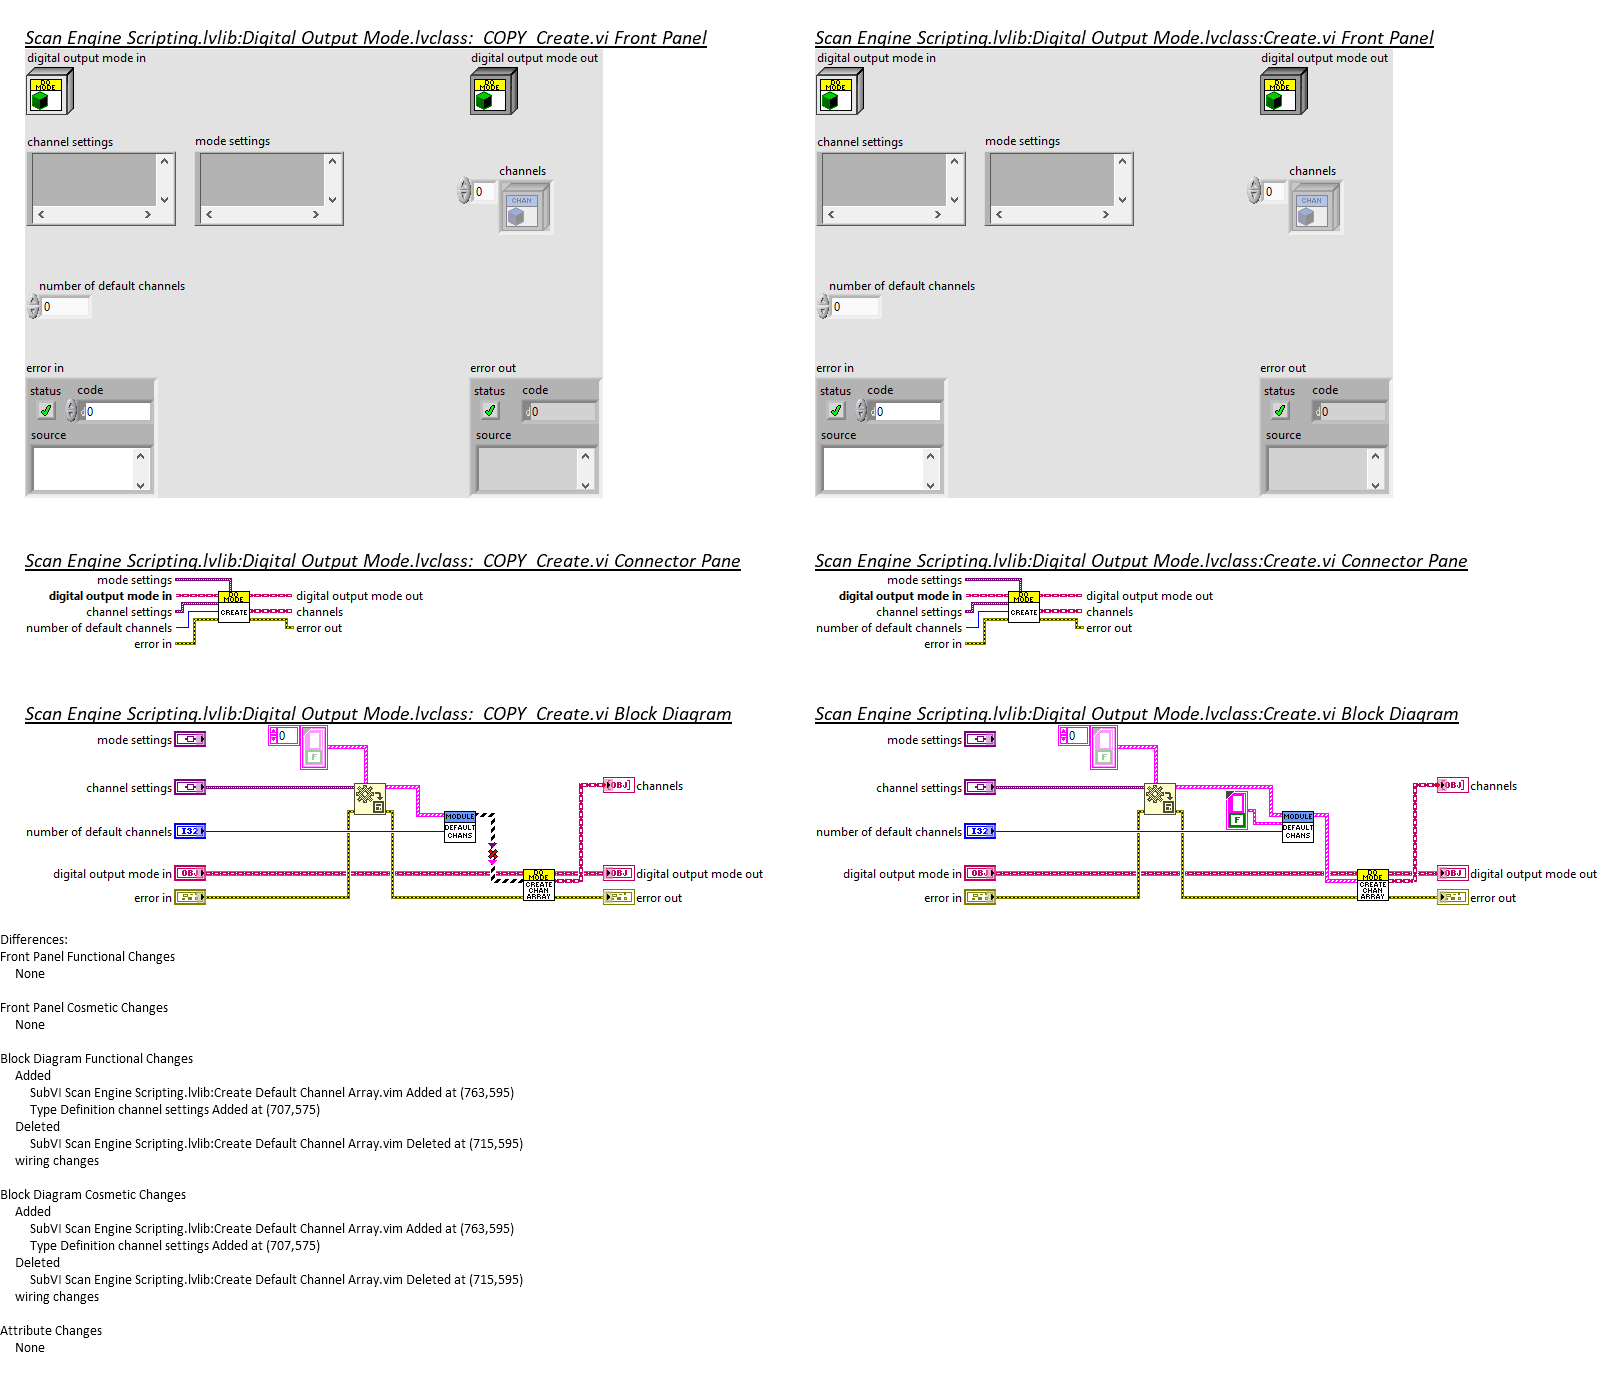 Scan Engine Scripting.lvlib:Digital Output Mode.lvclass:_COPY_Create.vi Front Panel
digital output mode in
digital output mode out
DO
MODE
DO
MODE
channel settings
mode settings
channels
0
CHAN
number of default channels
0
error in
error out
status
code
d0
status
code
d0
source
source
Scan Engine Scripting.lvlib:Digital Output Mode.lvclass:Create.vi Front Panel
digital output mode in
digital output mode out
DO
MODE
DO
MODE
channel settings
mode settings
channels
0
CHAN
number of default channels
0
error in
error out
status
code
d0
status
code
d0
source
source
Scan Engine Scripting.lvlib:Digital Output Mode.lvclass:_COPY_Create.vi Connector Pane
mode settings
digital output mode in
channel settings
number of default channels
error in
DO
MODE
CREATE
digital output mode out
channels
error out
Scan Engine Scripting.lvlib:Digital Output Mode.lvclass:Create.vi Connector Pane
mode settings
digital output mode in
channel settings
number of default channels
error in
DO
MODE
CREATE
digital output mode out
channels
error out
Scan Engine Scripting.lvlib:Digital Output Mode.lvclass:_COPY_Create.vi Block Diagram
mode settings
0
F
channel settings
channels
OBJ
MODULE
DEFAULT
CHANS
number of default channels
I32
digital output mode in
OBJ
DO
MODE
CREATE
CHAN
ARRAY
OBJ
digital output mode out
error in
error out
Scan Engine Scripting.lvlib:Digital Output Mode.lvclass:Create.vi Block Diagram
mode settings
0
F
channel settings
OBJ
channels
F
MODULE
DEFAULT
CHANS
number of default channels
I32
digital output mode in
OBJ
DO
MODE
CREATE
CHAN
ARRAY
OBJ
digital output mode out
error in
error out
Differences:
Front Panel Functional Changes
None
Front Panel Cosmetic Changes
None
Block Diagram Functional Changes
Added
SubVI Scan Engine Scripting.lvlib:Create Default Channel Array.vim Added at (763,595)
Type Definition channel settings Added at (707,575)
Deleted
SubVI Scan Engine Scripting.lvlib:Create Default Channel Array.vim Deleted at (715,595)
wiring changes
Block Diagram Cosmetic Changes
Added
SubVI Scan Engine Scripting.lvlib:Create Default Channel Array.vim Added at (763,595)
Type Definition channel settings Added at (707,575)
Deleted
SubVI Scan Engine Scripting.lvlib:Create Default Channel Array.vim Deleted at (715,595)
wiring changes
Attribute Changes
None